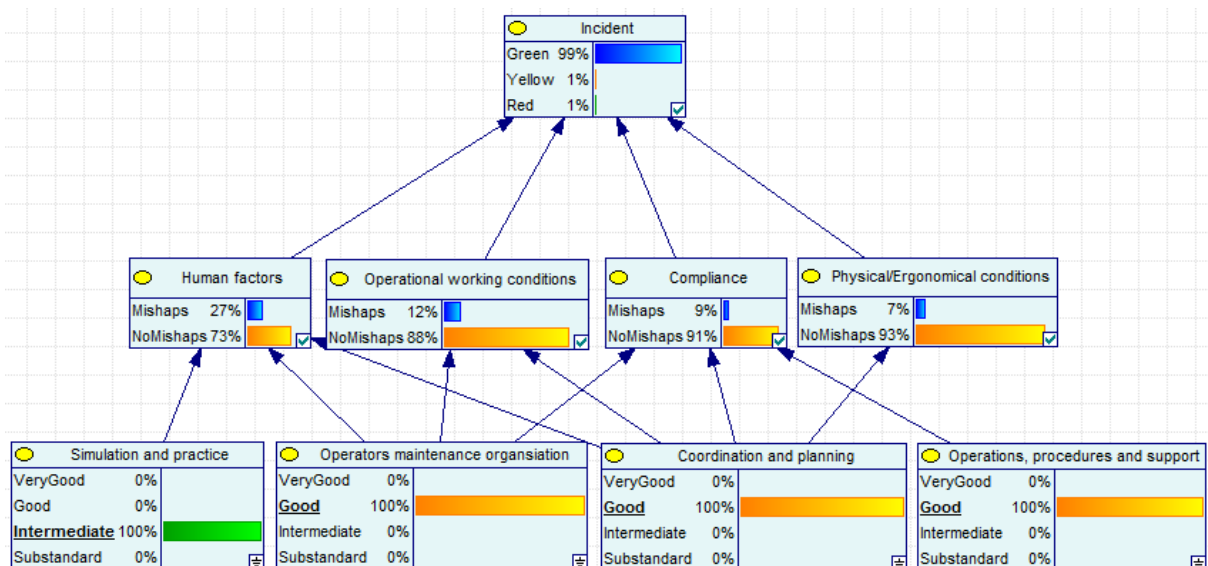 Incident
Green 99%
Yellow 1%
Red 1%
Human factors
Mishaps 27%
NoMishaps 73%
Operational working conditions
Mishaps 12%
NoMishaps 88%
Compliance
Mishaps 9%
NoMishaps 91%
Physical/Ergonomical conditions
Mishaps 7%
NoMishaps 93%
Simulation and practice
VeryGood 0%
Good 0%
Intermediate 100%
Substandard 0%
Operators maintenance organsiation
VeryGood 0%
Good 100%
Intermediate 0%
Substandard 0%
Coordination and planning
VeryGood 0%
Good 100%
Intermediate 0%
Substandard 0%
Operations, procedures and support
VeryGood 0%
Good 100%
Intermediate 0%
Substandard 0%